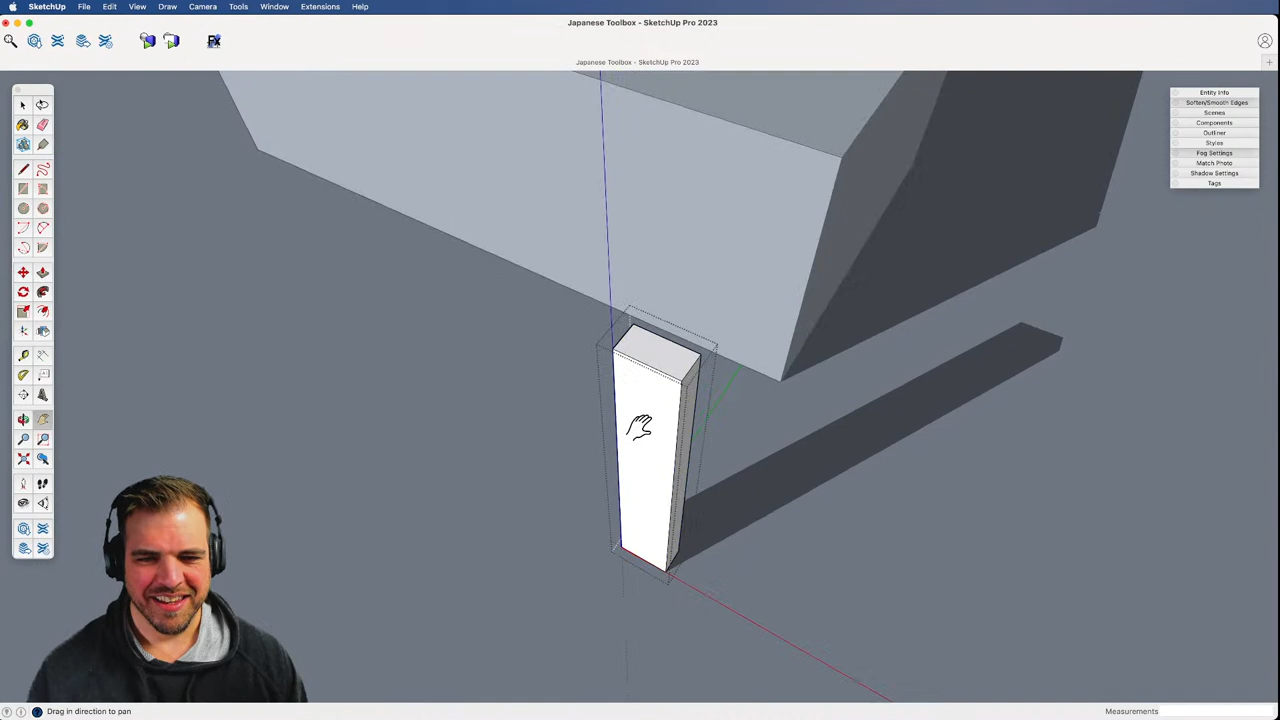 SketchUp File Edit View Draw Camera Tools Window Extensions Help
Japanese Toolbox - SketchUp Pro 2023
Japanese Toolbox - SketchUp Pro 2023
Entity Info
Soften/Smooth Edges
Scenes
Components
Outliner
Styles
Fog Settings
Match Photo
Shadow Settings
Tags
Drag in direction to pan
Measurements